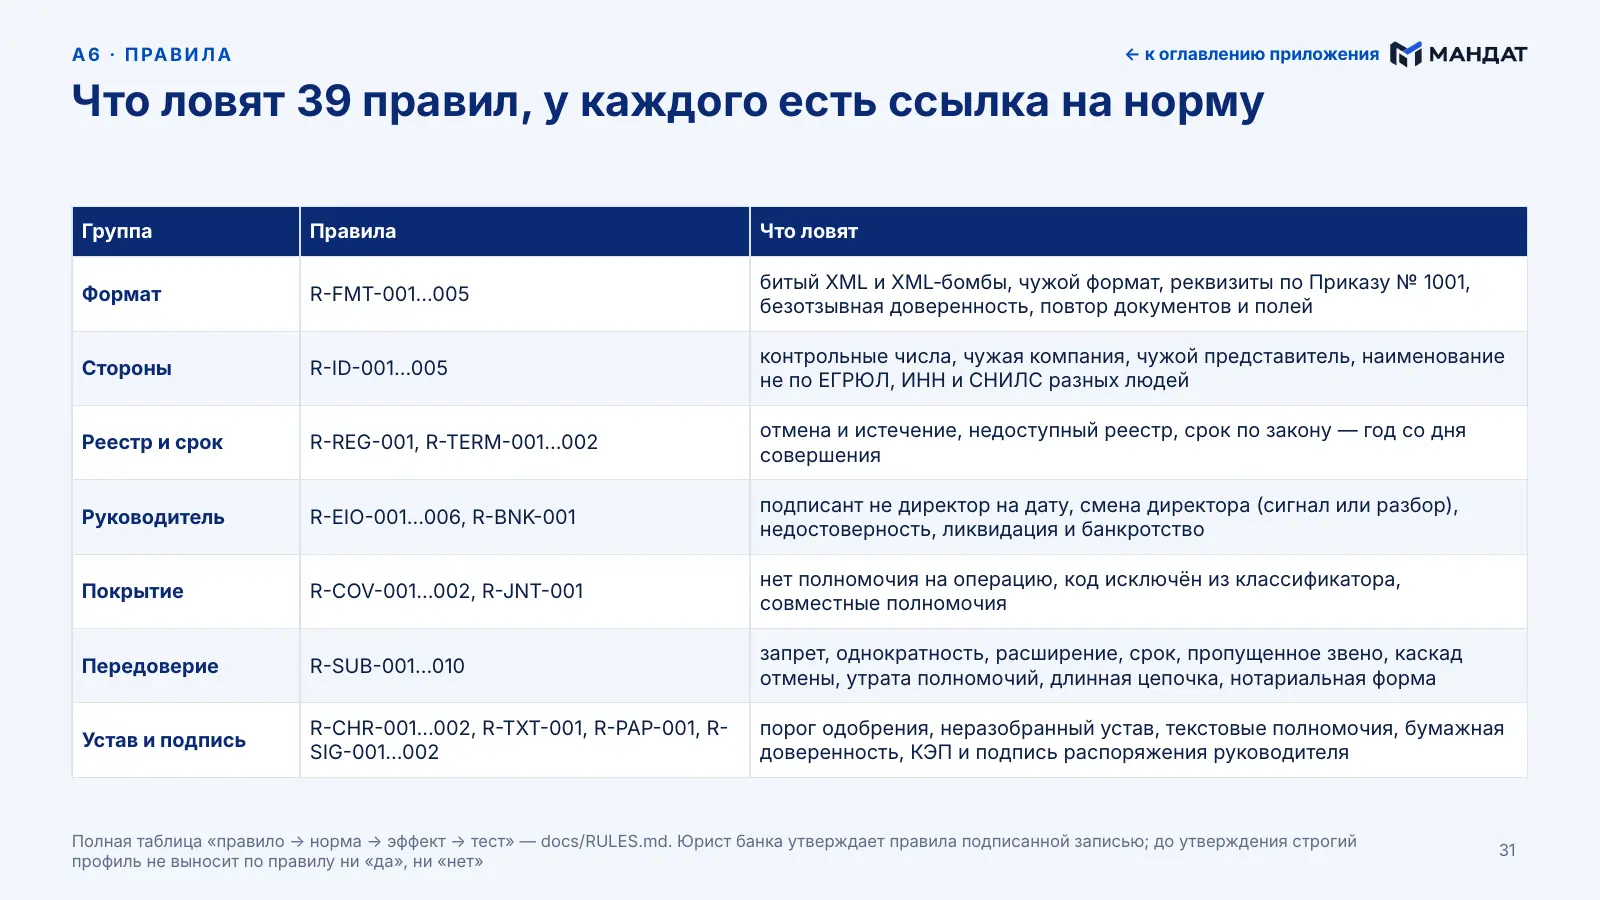 А6 · ПРАВИЛА
← к оглавлению приложения МАНДАТ
Что ловят 39 правил, у каждого есть ссылка на норму
Группа
Правила
Что ловят
Формат
R-FMT-001…005
битый XML и XML-бомбы, чужой формат, реквизиты по Приказу № 1001,
безотзывная доверенность, повтор документов и полей
Стороны
R-ID-001…005
контрольные числа, чужая компания, чужой представитель, наименование
не по ЕГРЮЛ, ИНН и СНИЛС разных людей
Реестр и срок
R-REG-001, R-TERM-001…002
отмена и истечение, недоступный реестр, срок по закону — год со дня
совершения
Руководитель
R-EIO-001…006, R-BNK-001
подписант не директор на дату, смена директора (сигнал или разбор),
недостоверность, ликвидация и банкротство
Покрытие
R-COV-001…002, R-JNT-001
нет полномочия на операцию, код исключён из классификатора,
совместные полномочия
Передоверие
R-SUB-001…010
запрет, однократность, расширение, срок, пропущенное звено, каскад
отмены, утрата полномочий, длинная цепочка, нотариальная форма
Устав и подпись
R-CHR-001…002, R-TXT-001, R-PAP-001, R-
SIG-001…002
порог одобрения, неразобранный устав, текстовые полномочия, бумажная
доверенность, КЭП и подпись распоряжения руководителя
Полная таблица «правило → норма → эффект → тест» — docs/RULES.md. Юрист банка утверждает правила подписанной записью; до утверждения строгий
профиль не выносит по правилу ни «да», ни «нет»
31